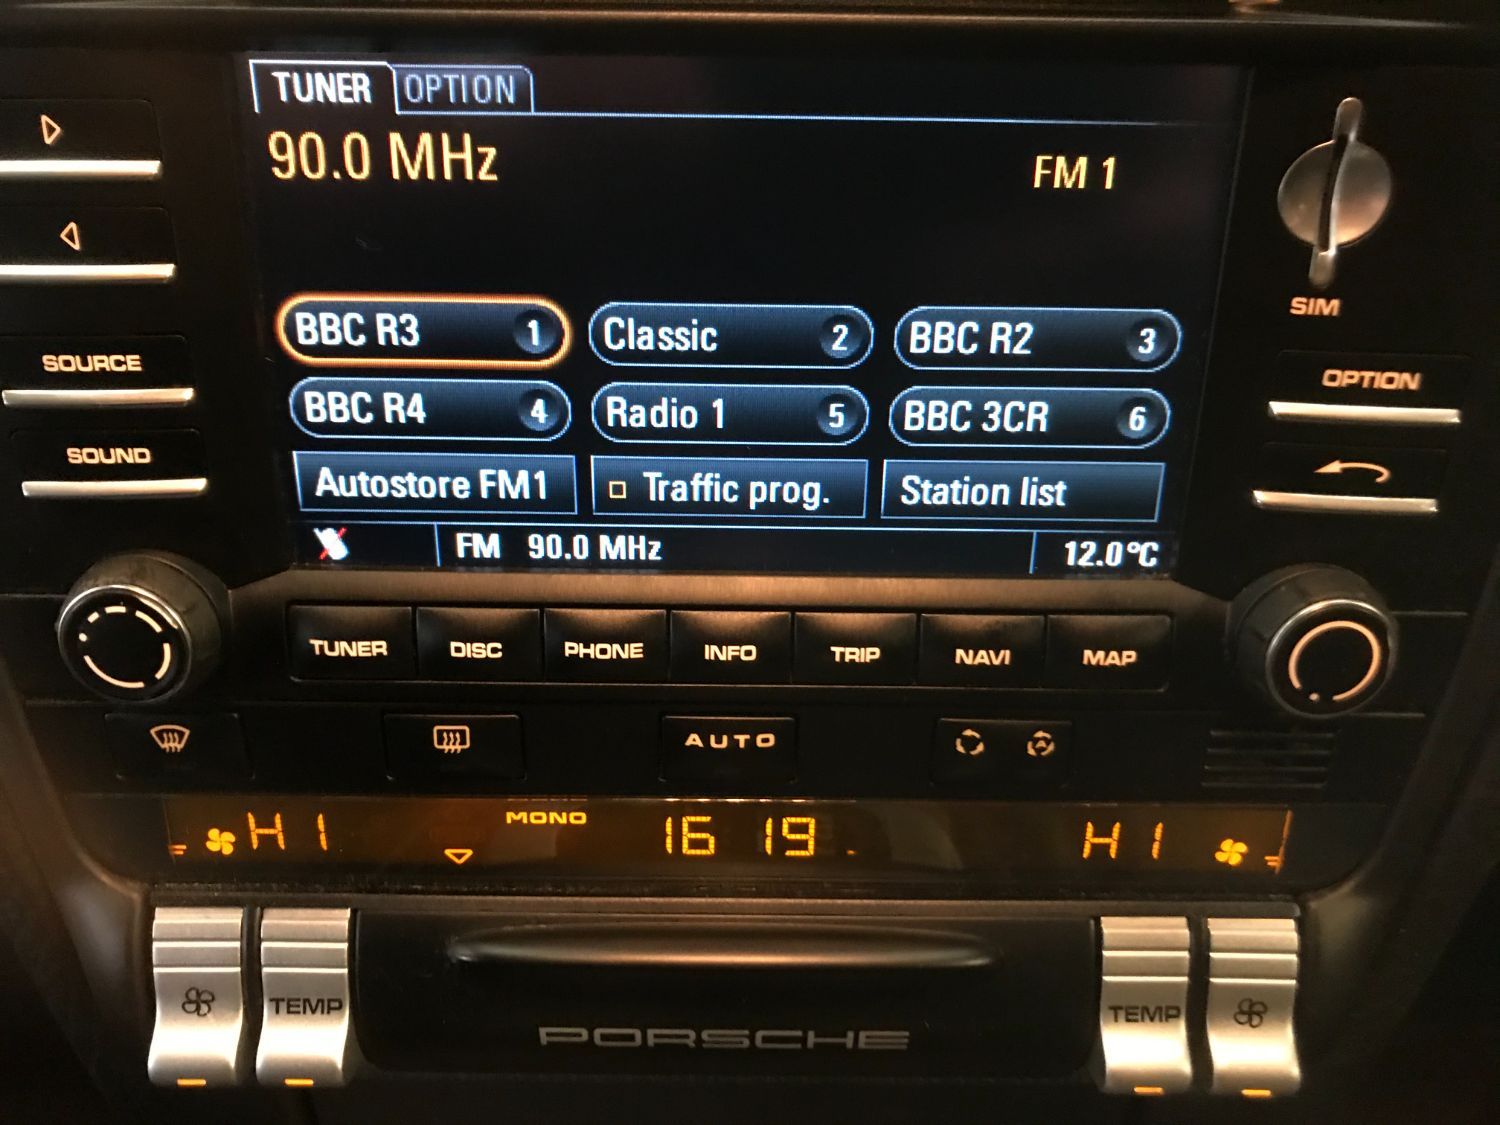 TUNER OPTION
90.0 MHz FM 1
BBC R3 1 Classic 2 BBC R2 3
BBC R4 4 Radio 1 5 BBC 3CR 6
Autostore FM1 Traffic prog. Station list
FM 90.0 MHz 12.0°C
SOURCE
SOUND
SIM
OPTION
TUNER DISC PHONE INFO TRIP NAVI MAP
AUTO A
HI MONO 16 19 HI
TEMP TEMP
PORSCHE